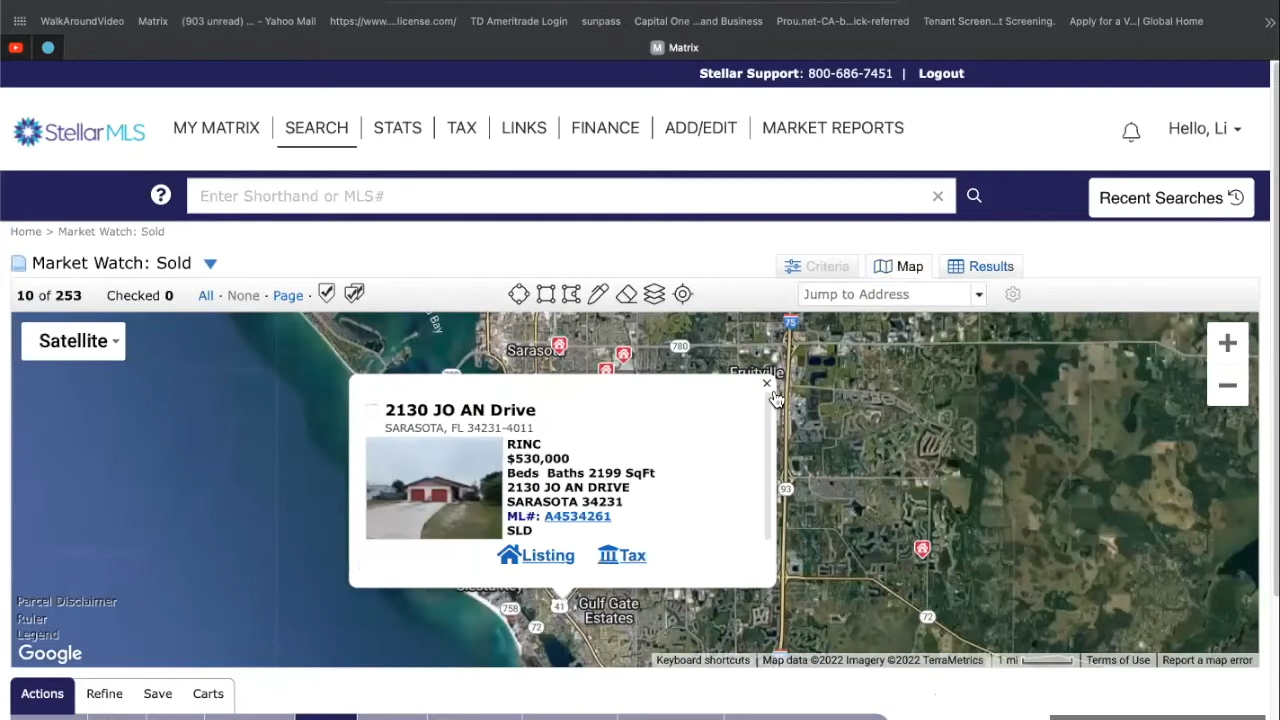 WalkAroundVideo Matrix (903 unread) ... - Yahoo Mail https://www....license.com/ TD Ameritrade Login sunpass Capital One ...and Business Prou.net-CA-b...ick-referred Tenant Screen...t Screening. Apply for a V...| Global Home
M Matrix
Stellar Support: 800-686-7451 | Logout
StellarMLS MY MATRIX SEARCH STATS TAX LINKS FINANCE ADD/EDIT MARKET REPORTS Hello, Li
? Enter Shorthand or MLS# Recent Searches
Home > Market Watch: Sold
Market Watch: Sold Criteria Map Results
10 of 253 Checked 0 All · None · Page · Jump to Address
Satellite
75
Sarasota
780
Fruitville
2130 JO AN Drive
SARASOTA, FL 34231-4011
RINC
$530,000
Beds Baths 2199 SqFt
2130 JO AN DRIVE
SARASOTA 34231
ML#: A4534261
SLD
Listing Tax
93
Parcel Disclaimer
Ruler
Legend
Google
758 41 Gulf Gate
Estates
72
72
Keyboard shortcuts Map data ©2022 Imagery ©2022 TerraMetrics 1 mi Terms of Use Report a map error
Actions Refine Save Carts